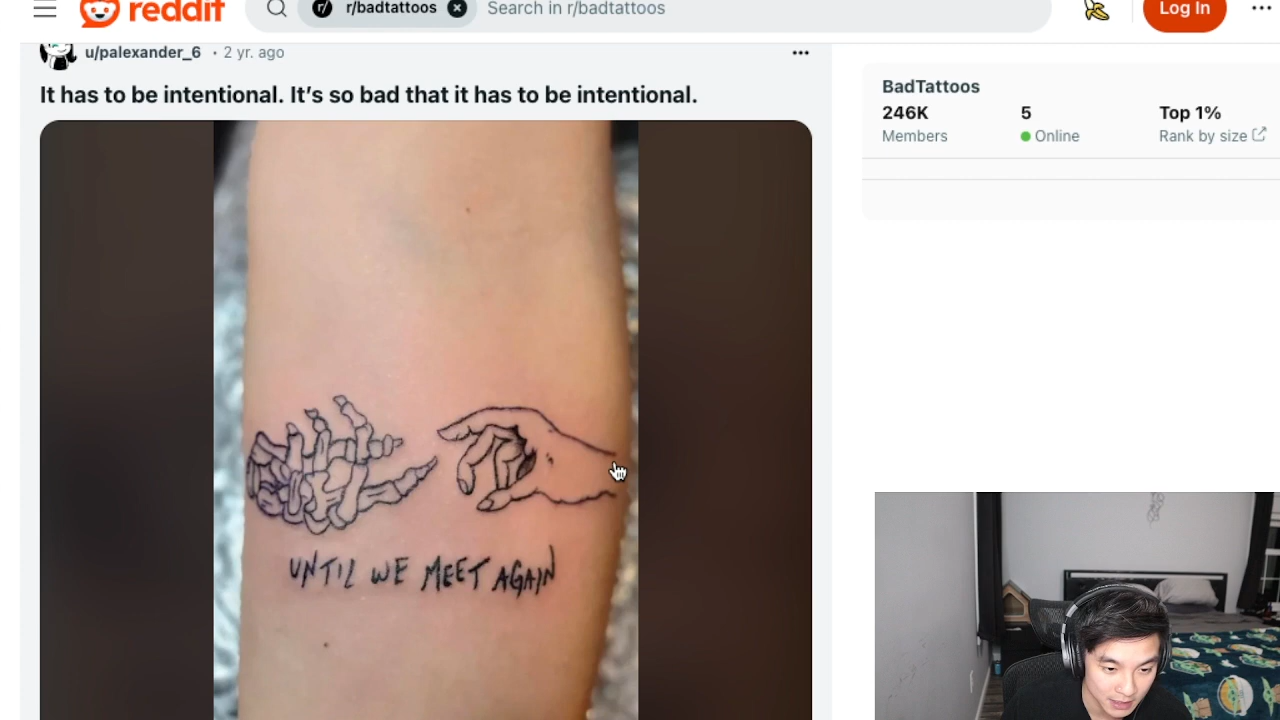 reddit
r/badtattoos
Search in r/badtattoos
Log In
u/palexander_6 • 2 yr. ago
It has to be intentional. It's so bad that it has to be intentional.
UNTIL WE MEET AGAIN
BadTattoos
246K
Members
5
Online
Top 1%
Rank by size